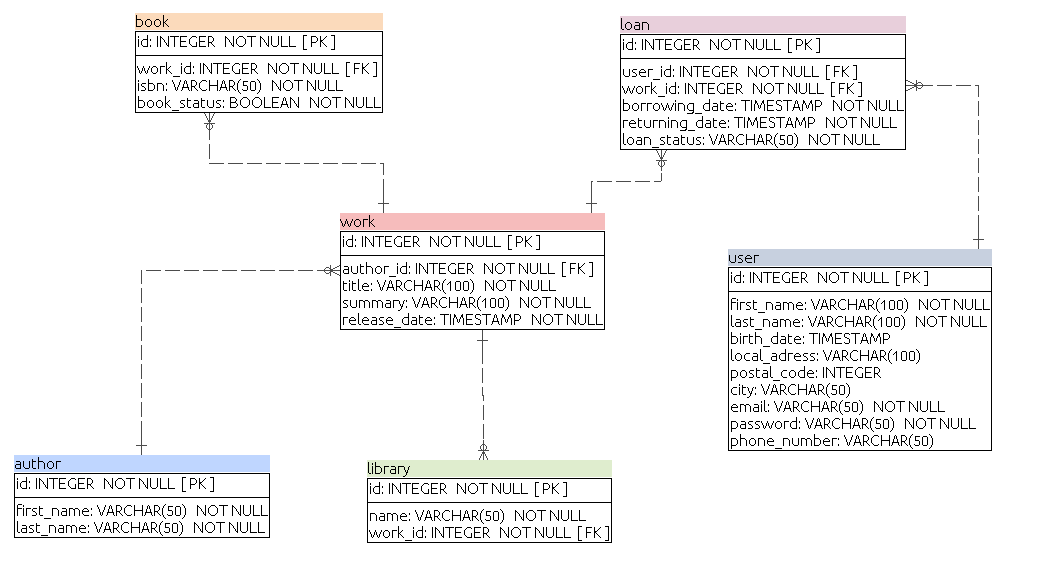 book
id: INTEGER NOT NULL [PK]
work_id: INTEGER NOT NULL [FK]
isbn: VARCHAR(50) NOT NULL
book_status: BOOLEAN NOT NULL
loan
id: INTEGER NOT NULL [PK]
user_id: INTEGER NOT NULL [FK]
work_id: INTEGER NOT NULL [FK]
borrowing_date: TIMESTAMP NOT NULL
returning_date: TIMESTAMP NOT NULL
loan_status: VARCHAR(50) NOT NULL
work
id: INTEGER NOT NULL [PK]
author_id: INTEGER NOT NULL [FK]
title: VARCHAR(100) NOT NULL
summary: VARCHAR(100) NOT NULL
release_date: TIMESTAMP NOT NULL
user
id: INTEGER NOT NULL [PK]
first_name: VARCHAR(100) NOT NULL
last_name: VARCHAR(100) NOT NULL
birth_date: TIMESTAMP
local_adress: VARCHAR(100)
postal_code: INTEGER
city: VARCHAR(50)
email: VARCHAR(50) NOT NULL
password: VARCHAR(50) NOT NULL
phone_number: VARCHAR(50)
author
id: INTEGER NOT NULL [PK]
first_name: VARCHAR(50) NOT NULL
last_name: VARCHAR(50) NOT NULL
library
id: INTEGER NOT NULL [PK]
name: VARCHAR(50) NOT NULL
work_id: INTEGER NOT NULL [FK]